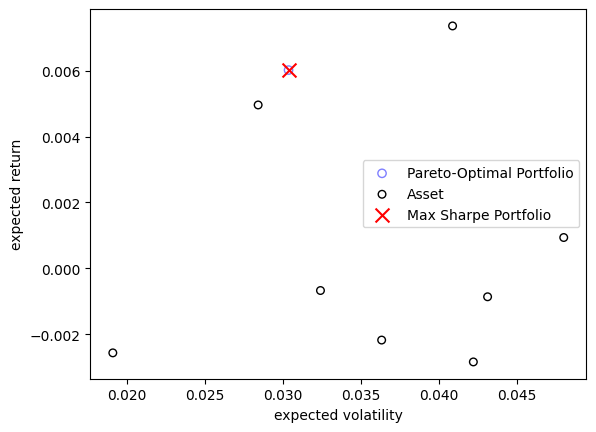 0.006
0.004
0.002
0.000
−0.002
expected return
Pareto-Optimal Portfolio
Asset
Max Sharpe Portfolio
0.020 0.025 0.030 0.035 0.040 0.045
expected volatility